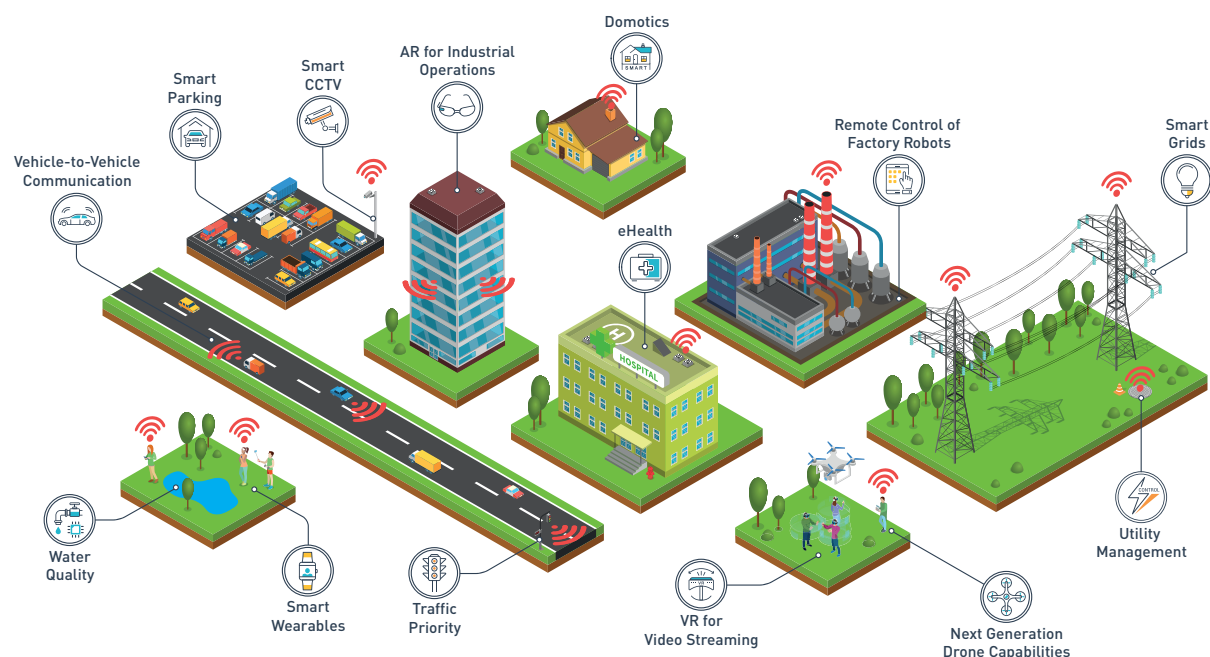 Domotics
SMART
AR for Industrial
Operations
Smart
CCTV
Smart
Parking
Vehicle-to-Vehicle
Communication
Remote Control of
Factory Robots
Smart
Grids
eHealth
H
HOSPITAL
Water
Quality
Smart
Wearables
Traffic
Priority
VR
VR for
Video Streaming
Next Generation
Drone Capabilities
CONTROL
Utility
Management